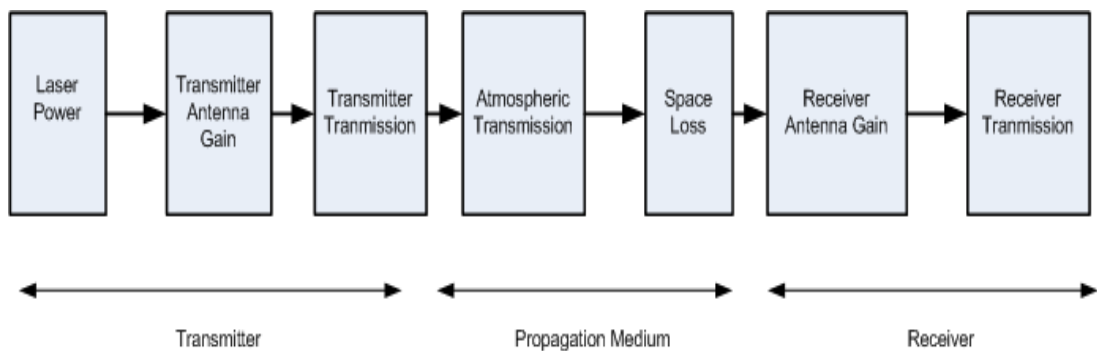 Laser
Power
Transmitter
Antenna
Gain
Transmitter
Tranmission
Atmospheric
Transmission
Space
Loss
Receiver
Antenna Gain
Receiver
Tranmission
Transmitter
Propagation Medium
Receiver